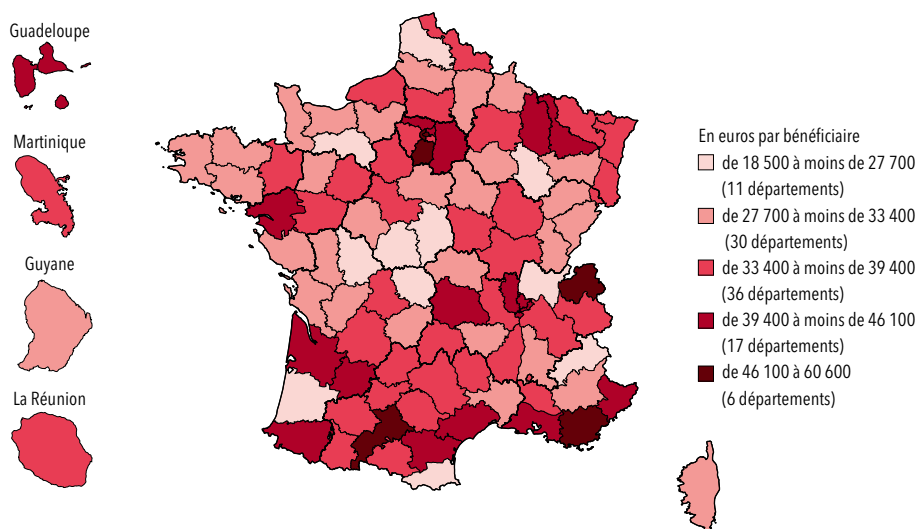 Guadeloupe
Martinique
Guyane
La Réunion
En euros par bénéficiaire
de 18 500 à moins de 27 700
(11 départements)
de 27 700 à moins de 33 400
(30 départements)
de 33 400 à moins de 39 400
(36 départements)
de 39 400 à moins de 46 100
(17 départements)
de 46 100 à 60 600
(6 départements)